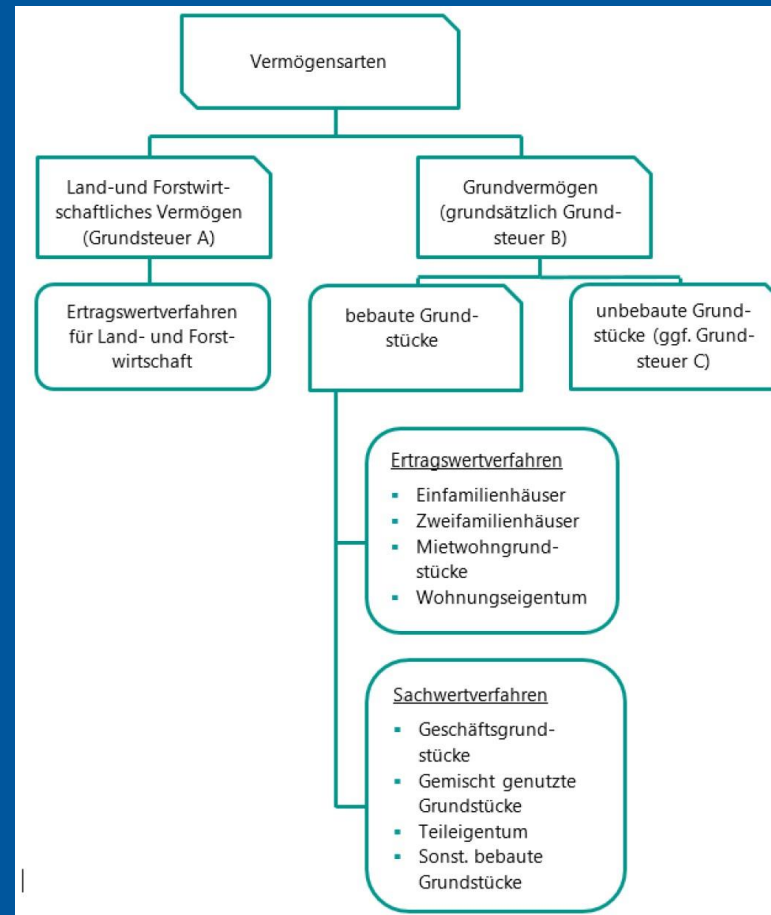 Vermögensarten
Land-und Forstwirt-
schaftliches Vermögen
(Grundsteuer A)
Grundvermögen
(grundsätzlich Grund-
steuer B)
Ertragswertverfahren
für Land- und Forst-
wirtschaft
bebaute Grund-
stücke
unbebaute Grund-
stücke (ggf. Grund-
steuer C)
Ertragswertverfahren
▪ Einfamilienhäuser
▪ Zweifamilienhäuser
▪ Mietwohngrund-
stücke
▪ Wohnungseigentum
Sachwertverfahren
▪ Geschäftsgrund-
stücke
▪ Gemischt genutzte
Grundstücke
▪ Teileigentum
▪ Sonst. bebaute
Grundstücke